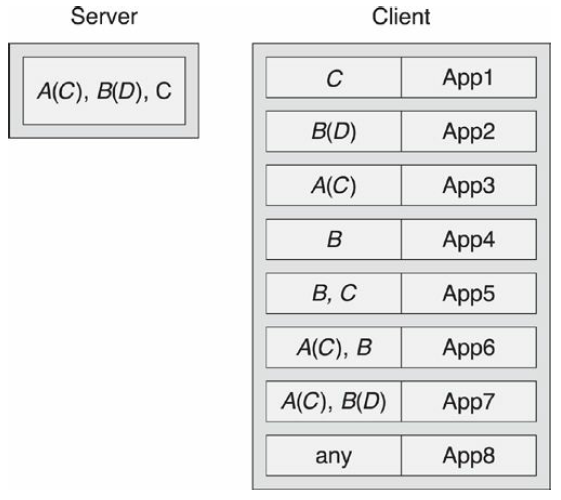 Server
Client
A(C), B(D), C
C App1
B(D) App2
A(C) App3
B App4
B, C App5
A(C), B App6
A(C), B(D) App7
any App8